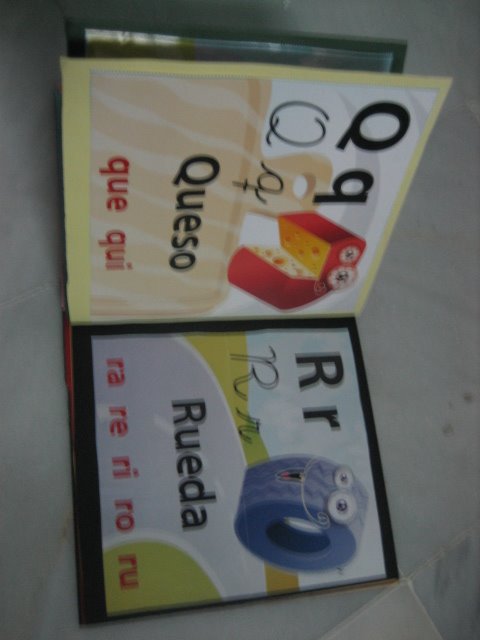 Q q
Q q
Queso
que qui
R r
R r
Rueda
ra re ri ro ru